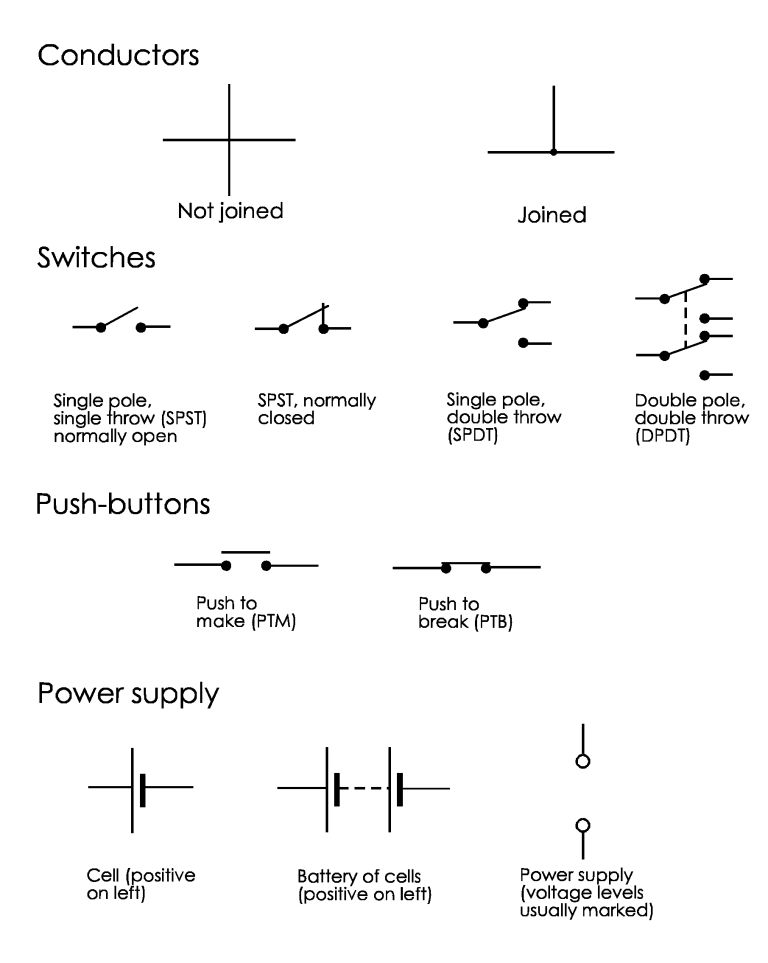 Conductors
Not joined
Joined
Switches
Single pole,
single throw (SPST)
normally open
SPST, normally
closed
Single pole,
double throw
(SPDT)
Double pole,
double throw
(DPDT)
Push-buttons
Push to
make (PTM)
Push to
break (PTB)
Power supply
Cell (positive
on left)
Battery of cells
(positive on left)
Power supply
(voltage levels
usually marked)